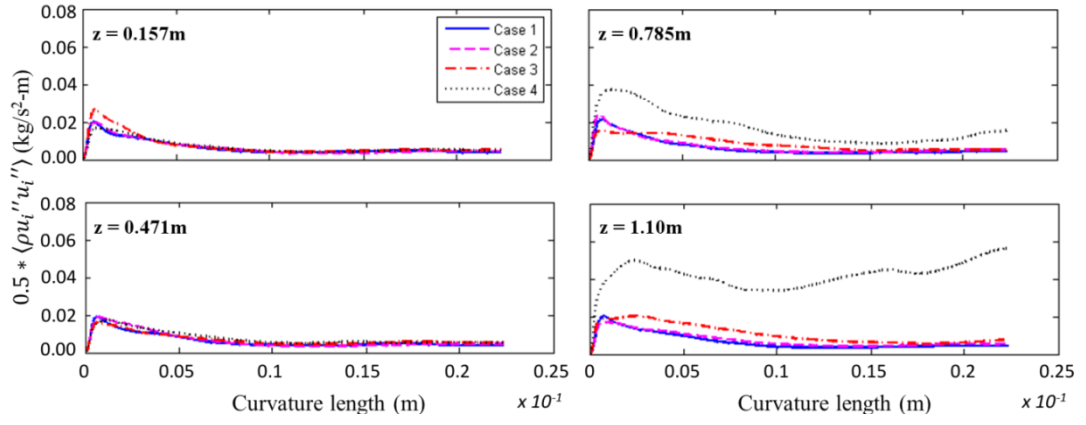 0.5 * ⟨ρu_i''u_i''⟩ (kg/s²-m)
0.08
0.06
0.04
0.02
0.00
z = 0.157m
Case 1
Case 2
Case 3
Case 4
z = 0.785m
0.08
0.06
0.04
0.02
0.00
z = 0.471m
0 0.05 0.1 0.15 0.2 0.25
Curvature length (m) x 10⁻¹
z = 1.10m
0 0.05 0.1 0.15 0.2 0.25
Curvature length (m) x 10⁻¹